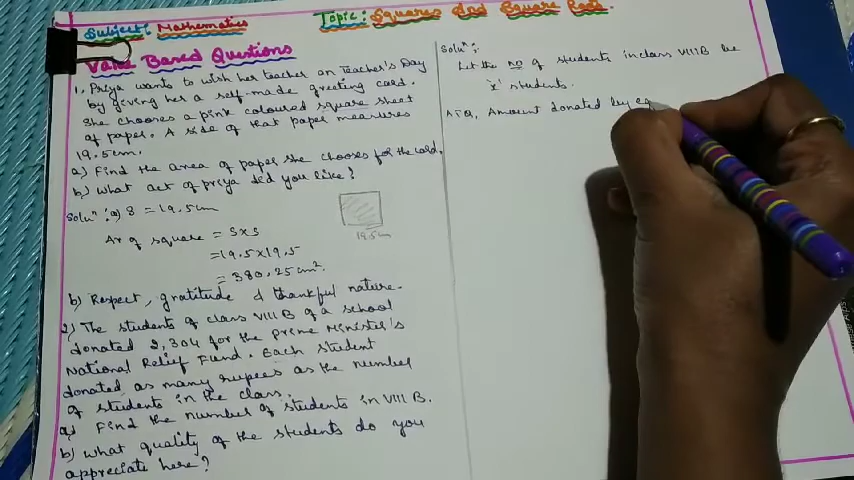 Subject: Mathematics
Topic: Squares and Square Roots.
Value Based Questions
1. Priya wants to wish her teacher on Teacher's Day
by giving her a self-made greeting card.
She chooses a pink coloured square sheet
of paper. A side of that paper measures
19.5cm.
a) Find the area of paper she chooses for the card.
b) What act of priya did you like?
Soluⁿ: a) s = 19.5cm
Ar of square = s×s
= 19.5×19.5
= 380.25cm².
19.5cm
b) Respect, gratitude & thankful nature.
2) The students of class VIII B of a school
donated 2,304 for the prime Minister's
National Relief Fund. Each student
donated as many rupees as the number
of students in the class.
a) Find the number of students in VIII B.
b) What quality of the students do you
appreciate here?
Soluⁿ:
Let the no of students in class VIII B be
'x' students.
ATQ, Amount donated by